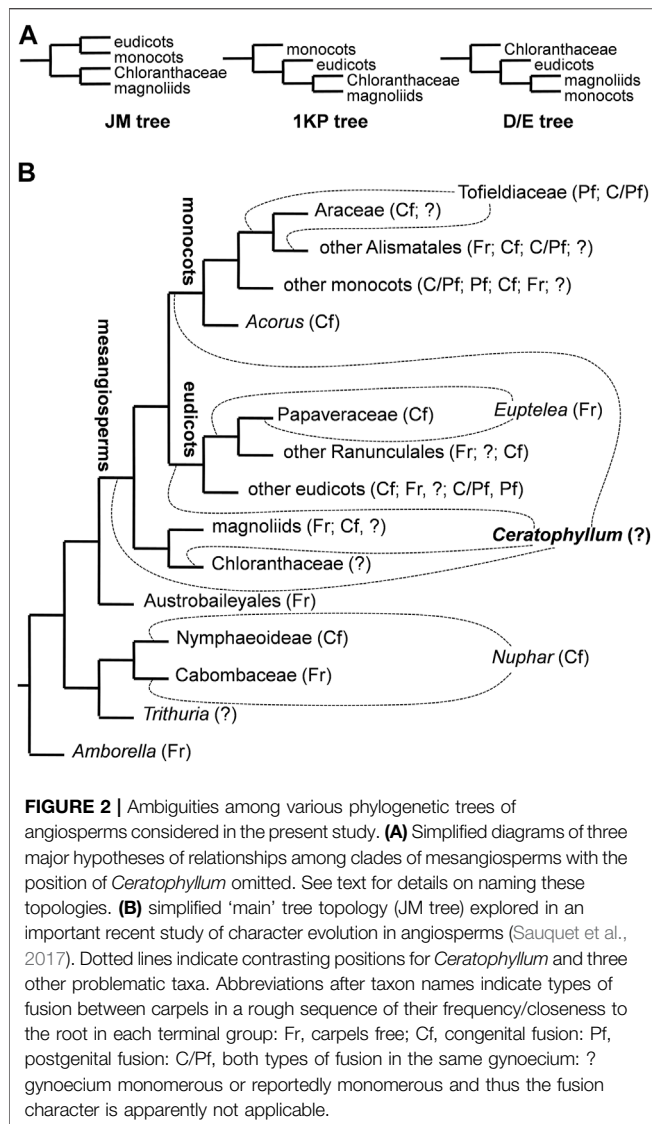 A
eudicots
monocots
Chloranthaceae
magnoliids
JM tree
monocots
eudicots
Chloranthaceae
magnoliids
1KP tree
Chloranthaceae
eudicots
magnoliids
monocots
D/E tree
B
mesangiosperms
monocots
eudicots
Tofieldiaceae (Pf; C/Pf)
Araceae (Cf; ?)
other Alismatales (Fr; Cf; C/Pf; ?)
other monocots (C/Pf; Pf; Cf; Fr; ?)
Acorus (Cf)
Papaveraceae (Cf)
Euptelea (Fr)
other Ranunculales (Fr; ?; Cf)
other eudicots (Cf; Fr, ?; C/Pf, Pf)
magnoliids (Fr; Cf, ?)
Ceratophyllum (?)
Chloranthaceae (?)
Austrobaileyales (Fr)
Nymphaeoideae (Cf)
Nuphar (Cf)
Cabombaceae (Fr)
Trithuria (?)
Amborella (Fr)
FIGURE 2 | Ambiguities among various phylogenetic trees of
angiosperms considered in the present study. (A) Simplified diagrams of three
major hypotheses of relationships among clades of mesangiosperms with the
position of Ceratophyllum omitted. See text for details on naming these
topologies. (B) simplified ‘main’ tree topology (JM tree) explored in an
important recent study of character evolution in angiosperms (Sauquet et al.,
2017). Dotted lines indicate contrasting positions for Ceratophyllum and three
other problematic taxa. Abbreviations after taxon names indicate types of
fusion between carpels in a rough sequence of their frequency/closeness to
the root in each terminal group: Fr, carpels free; Cf, congenital fusion: Pf,
postgenital fusion: C/Pf, both types of fusion in the same gynoecium: ?
gynoecium monomerous or reportedly monomerous and thus the fusion
character is apparently not applicable.